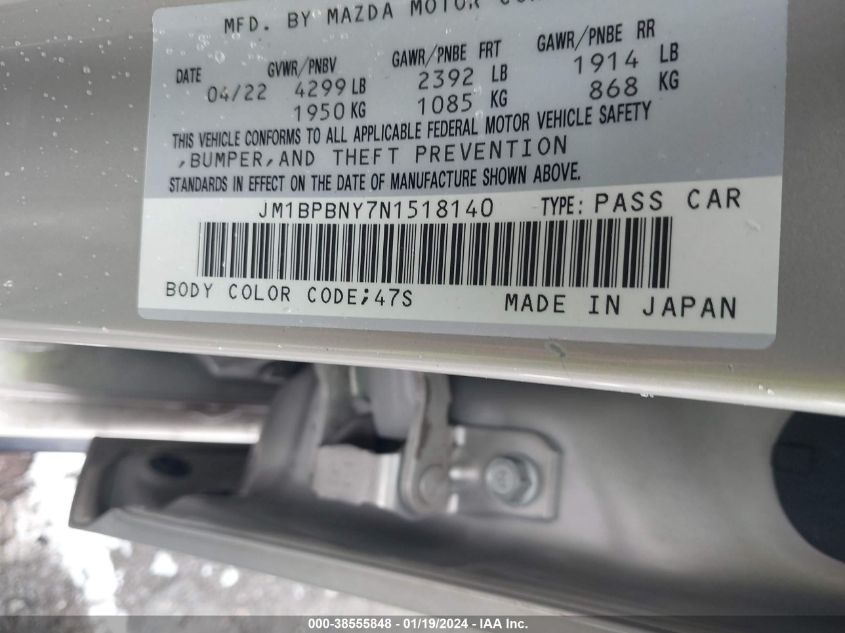 MFD. BY MAZDA MOTOR
DATE GVWR/PNBV GAWR/PNBE FRT GAWR/PNBE RR
04/22 4299 LB 2392 LB 1914 LB
1950 KG 1085 KG 868 KG
THIS VEHICLE CONFORMS TO ALL APPLICABLE FEDERAL MOTOR VEHICLE SAFETY
,BUMPER,AND THEFT PREVENTION
STANDARDS IN EFFECT ON THE DATE OF MANUFACTURE SHOWN ABOVE.
JM1BPBNY7N1518140 TYPE: PASS CAR
BODY COLOR CODE;47S MADE IN JAPAN
000-38555848 - 01/19/2024 - IAA Inc.